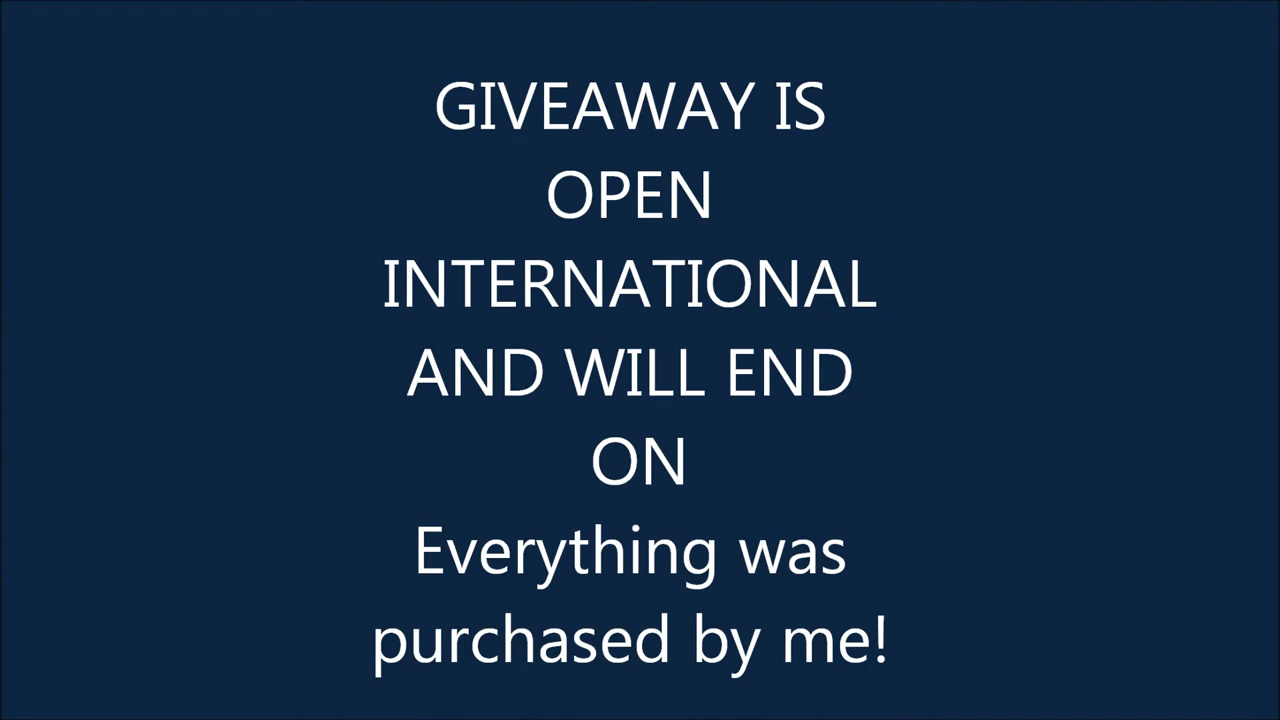 GIVEAWAY IS
OPEN
INTERNATIONAL
AND WILL END
ON
Everything was
purchased by me!